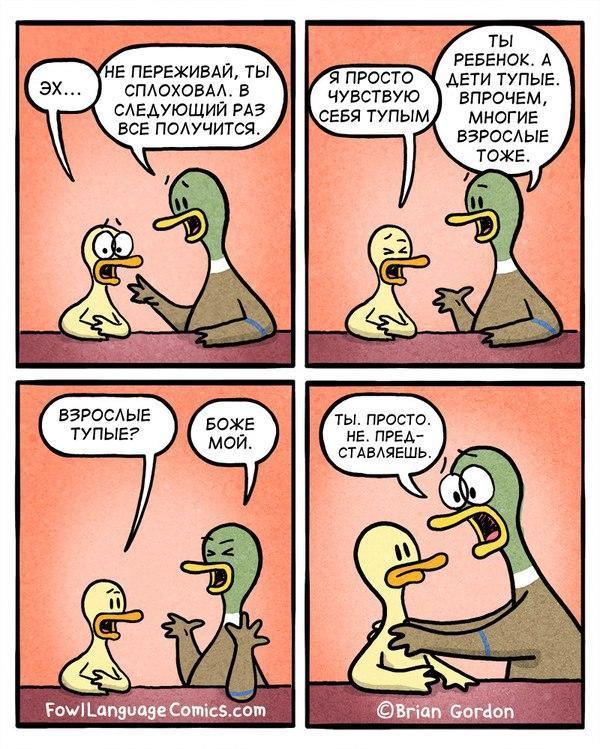 ЭХ...
НЕ ПЕРЕЖИВАЙ, ТЫ
СПЛОХОВАЛ. В
СЛЕДУЮЩИЙ РАЗ
ВСЕ ПОЛУЧИТСЯ.
Я ПРОСТО
ЧУВСТВУЮ
СЕБЯ ТУПЫМ
ТЫ
РЕБЕНОК. А
ДЕТИ ТУПЫЕ.
ВПРОЧЕМ,
МНОГИЕ
ВЗРОСЛЫЕ
ТОЖЕ.
ВЗРОСЛЫЕ
ТУПЫЕ?
БОЖЕ
МОЙ.
ТЫ. ПРОСТО.
НЕ. ПРЕД-
СТАВЛЯЕШЬ.
FowlLanguageComics.com
©Brian Gordon